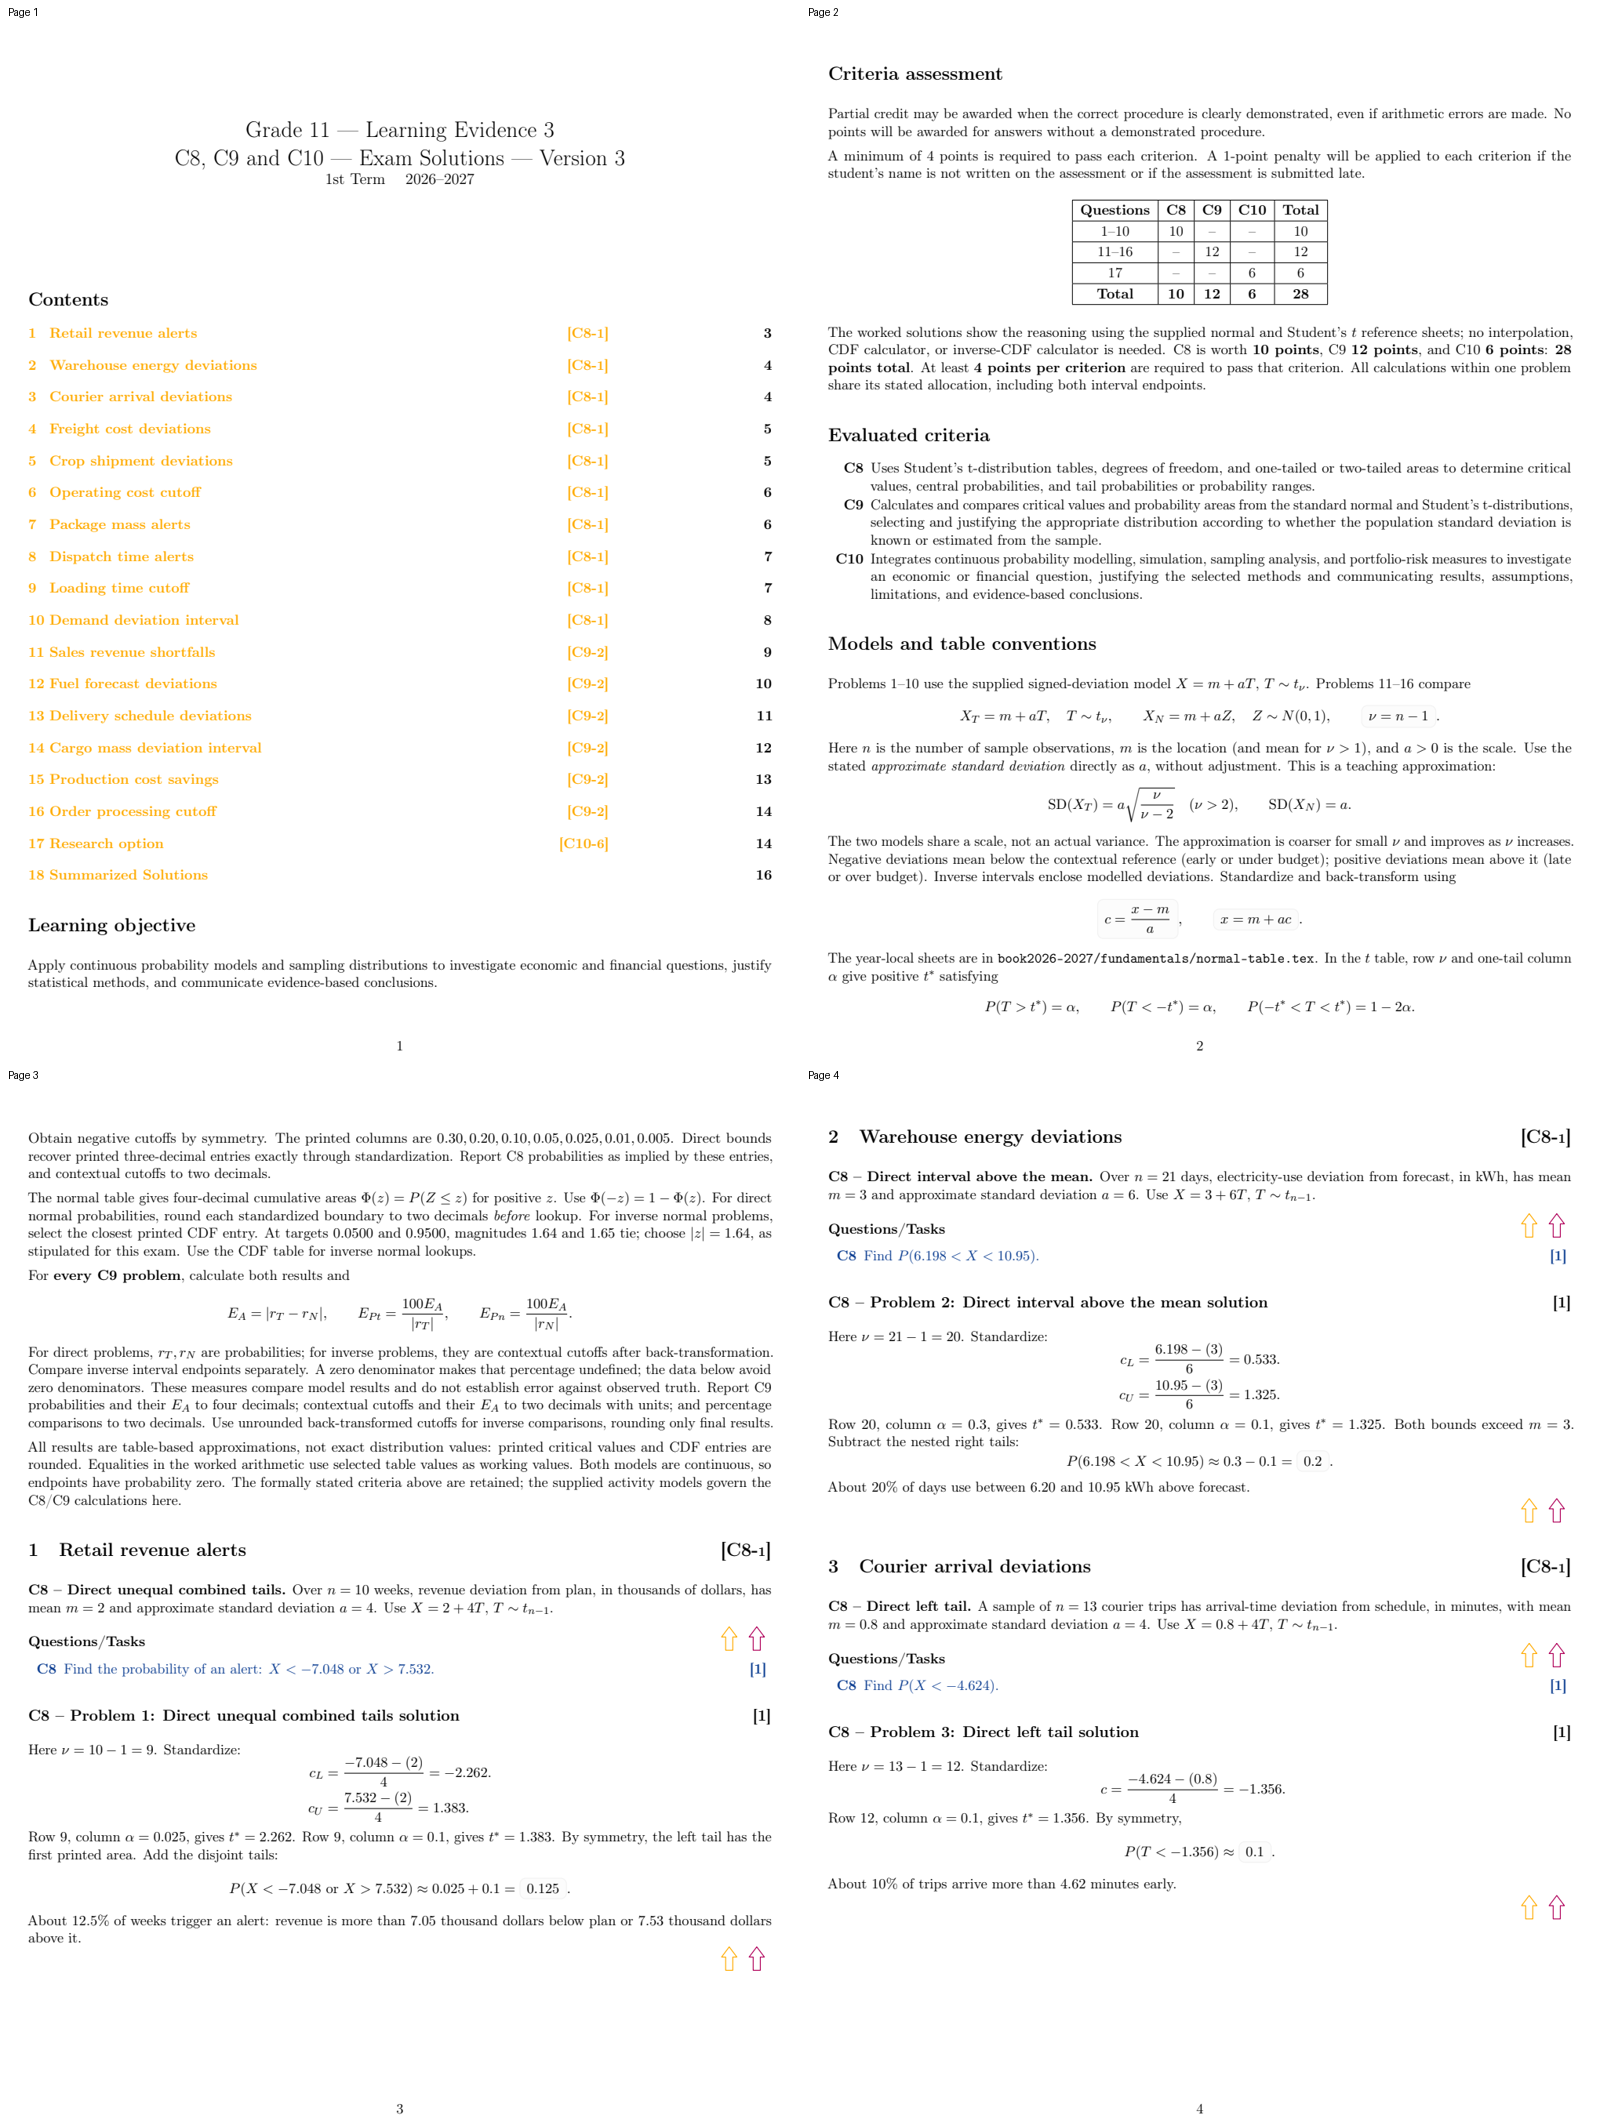 Page 1
Grade 11 — Learning Evidence 3
C8, C9 and C10 — Exam Solutions — Version 3
1st Term 2026–2027
Contents
1 Retail revenue alerts [C8-1] 3
2 Warehouse energy deviations [C8-1] 4
3 Courier arrival deviations [C8-1] 4
4 Freight cost deviations [C8-1] 5
5 Crop shipment deviations [C8-1] 5
6 Operating cost cutoff [C8-1] 6
7 Package mass alerts [C8-1] 6
8 Dispatch time alerts [C8-1] 7
9 Loading time cutoff [C8-1] 7
10 Demand deviation interval [C8-1] 8
11 Sales revenue shortfalls [C9-2] 9
12 Fuel forecast deviations [C9-2] 10
13 Delivery schedule deviations [C9-2] 11
14 Cargo mass deviation interval [C9-2] 12
15 Production cost savings [C9-2] 13
16 Order processing cutoff [C9-2] 14
17 Research option [C10-6] 14
18 Summarized Solutions 16
Learning objective
Apply continuous probability models and sampling distributions to investigate economic and financial questions, justify
statistical methods, and communicate evidence-based conclusions.
1
Page 2
Criteria assessment
Partial credit may be awarded when the correct procedure is clearly demonstrated, even if arithmetic errors are made. No
points will be awarded for answers without a demonstrated procedure.
A minimum of 4 points is required to pass each criterion. A 1-point penalty will be applied to each criterion if the
student's name is not written on the assessment or if the assessment is submitted late.
Questions C8 C9 C10 Total
1–10 10 – – 10
11–16 – 12 – 12
17 – – 6 6
Total 10 12 6 28
The worked solutions show the reasoning using the supplied normal and Student's t reference sheets; no interpolation,
CDF calculator, or inverse-CDF calculator is needed. C8 is worth 10 points, C9 12 points, and C10 6 points: 28
points total. At least 4 points per criterion are required to pass that criterion. All calculations within one problem
share its stated allocation, including both interval endpoints.
Evaluated criteria
C8 Uses Student's t-distribution tables, degrees of freedom, and one-tailed or two-tailed areas to determine critical
values, central probabilities, and tail probabilities or probability ranges.
C9 Calculates and compares critical values and probability areas from the standard normal and Student's t-distributions,
selecting and justifying the appropriate distribution according to whether the population standard deviation is
known or estimated from the sample.
C10 Integrates continuous probability modelling, simulation, sampling analysis, and portfolio-risk measures to investigate
an economic or financial question, justifying the selected methods and communicating results, assumptions,
limitations, and evidence-based conclusions.
Models and table conventions
Problems 1–10 use the supplied signed-deviation model X = m + aT, T ∼ tν. Problems 11–16 compare
X_T = m + aT, T ∼ tν, X_N = m + aZ, Z ∼ N(0, 1), ν = n − 1 .
Here n is the number of sample observations, m is the location (and mean for ν > 1), and a > 0 is the scale. Use the
stated approximate standard deviation directly as a, without adjustment. This is a teaching approximation:
SD(X_T) = a√(ν/(ν − 2)) (ν > 2), SD(X_N) = a.
The two models share a scale, not an actual variance. The approximation is coarser for small ν and improves as ν increases.
Negative deviations mean below the contextual reference (early or under budget); positive deviations mean above it (late
or over budget). Inverse intervals enclose modelled deviations. Standardize and back-transform using
c = (x − m)/a , x = m + ac .
The year-local sheets are in book2026-2027/fundamentals/normal-table.tex. In the t table, row ν and one-tail column
α give positive t* satisfying
P(T > t*) = α, P(T < −t*) = α, P(−t* < T < t*) = 1 − 2α.
2
Page 3
Obtain negative cutoffs by symmetry. The printed columns are 0.30, 0.20, 0.10, 0.05, 0.025, 0.01, 0.005. Direct bounds
recover printed three-decimal entries exactly through standardization. Report C8 probabilities as implied by these entries,
and contextual cutoffs to two decimals.
The normal table gives four-decimal cumulative areas Φ(z) = P(Z ≤ z) for positive z. Use Φ(−z) = 1 − Φ(z). For direct
normal probabilities, round each standardized boundary to two decimals before lookup. For inverse normal problems,
select the closest printed CDF entry. At targets 0.0500 and 0.9500, magnitudes 1.64 and 1.65 tie; choose |z| = 1.64, as
stipulated for this exam. Use the CDF table for inverse normal lookups.
For every C9 problem, calculate both results and
E_A = |r_T − r_N|, E_Pt = 100E_A/|r_T|, E_Pn = 100E_A/|r_N|.
For direct problems, r_T, r_N are probabilities; for inverse problems, they are contextual cutoffs after back-transformation.
Compare inverse interval endpoints separately. A zero denominator makes that percentage undefined; the data below avoid
zero denominators. These measures compare model results and do not establish error against observed truth. Report C9
probabilities and their E_A to four decimals; contextual cutoffs and their E_A to two decimals with units; and percentage
comparisons to two decimals. Use unrounded back-transformed cutoffs for inverse comparisons, rounding only final results.
All results are table-based approximations, not exact distribution values: printed critical values and CDF entries are
rounded. Equalities in the worked arithmetic use selected table values as working values. Both models are continuous, so
endpoints have probability zero. The formally stated criteria above are retained; the supplied activity models govern the
C8/C9 calculations here.
1 Retail revenue alerts [C8-1]
C8 – Direct unequal combined tails. Over n = 10 weeks, revenue deviation from plan, in thousands of dollars, has
mean m = 2 and approximate standard deviation a = 4. Use X = 2 + 4T, T ∼ tn−1.
Questions/Tasks
C8 Find the probability of an alert: X < −7.048 or X > 7.532. [1]
C8 – Problem 1: Direct unequal combined tails solution [1]
Here ν = 10 − 1 = 9. Standardize:
c_L = (−7.048 − (2))/4 = −2.262.
c_U = (7.532 − (2))/4 = 1.383.
Row 9, column α = 0.025, gives t* = 2.262. Row 9, column α = 0.1, gives t* = 1.383. By symmetry, the left tail has the
first printed area. Add the disjoint tails:
P(X < −7.048 or X > 7.532) ≈ 0.025 + 0.1 = 0.125 .
About 12.5% of weeks trigger an alert: revenue is more than 7.05 thousand dollars below plan or 7.53 thousand dollars
above it.
3
Page 4
2 Warehouse energy deviations [C8-1]
C8 – Direct interval above the mean. Over n = 21 days, electricity-use deviation from forecast, in kWh, has mean
m = 3 and approximate standard deviation a = 6. Use X = 3 + 6T, T ∼ tn−1.
Questions/Tasks
C8 Find P(6.198 < X < 10.95). [1]
C8 – Problem 2: Direct interval above the mean solution [1]
Here ν = 21 − 1 = 20. Standardize:
c_L = (6.198 − (3))/6 = 0.533.
c_U = (10.95 − (3))/6 = 1.325.
Row 20, column α = 0.3, gives t* = 0.533. Row 20, column α = 0.1, gives t* = 1.325. Both bounds exceed m = 3.
Subtract the nested right tails:
P(6.198 < X < 10.95) ≈ 0.3 − 0.1 = 0.2 .
About 20% of days use between 6.20 and 10.95 kWh above forecast.
3 Courier arrival deviations [C8-1]
C8 – Direct left tail. A sample of n = 13 courier trips has arrival-time deviation from schedule, in minutes, with mean
m = 0.8 and approximate standard deviation a = 4. Use X = 0.8 + 4T, T ∼ tn−1.
Questions/Tasks
C8 Find P(X < −4.624). [1]
C8 – Problem 3: Direct left tail solution [1]
Here ν = 13 − 1 = 12. Standardize:
c = (−4.624 − (0.8))/4 = −1.356.
Row 12, column α = 0.1, gives t* = 1.356. By symmetry,
P(T < −1.356) ≈ 0.1 .
About 10% of trips arrive more than 4.62 minutes early.
4